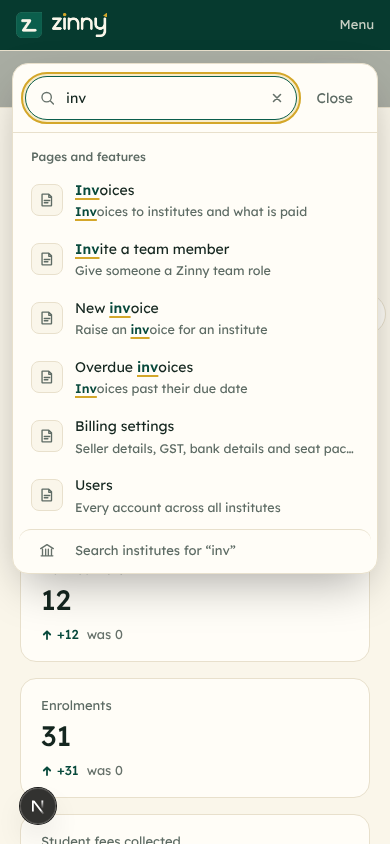 zinny
Menu
inv
Close
Pages and features
Invoices
Invoices to institutes and what is paid
Invite a team member
Give someone a Zinny team role
New invoice
Raise an invoice for an institute
Overdue invoices
Invoices past their due date
Billing settings
Seller details, GST, bank details and seat pac…
Users
Every account across all institutes
Search institutes for “inv”
12
+12 was 0
Enrolments
31
+31 was 0
N
Student fees collected